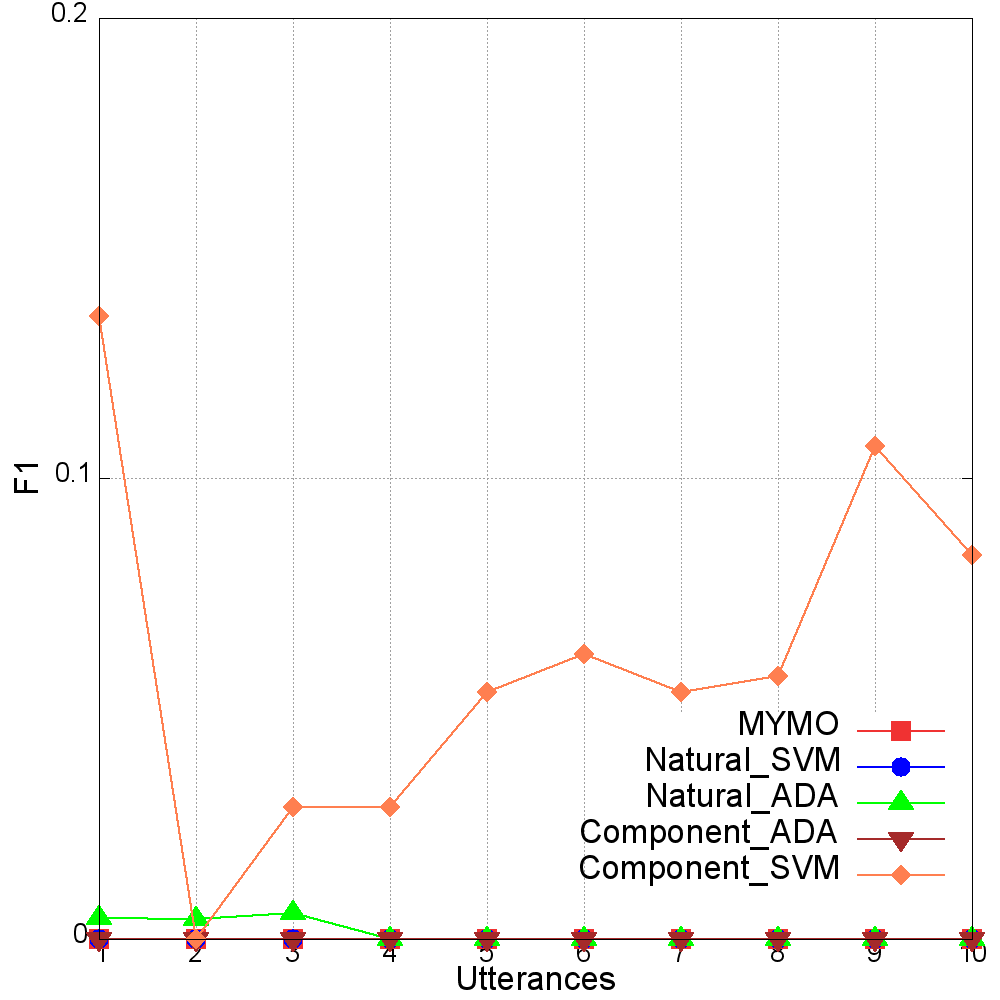 0.2
0.1
0
F1
1 2 3 4 5 6 7 8 9 10
Utterances
MYMO
Natural_SVM
Natural_ADA
Component_ADA
Component_SVM